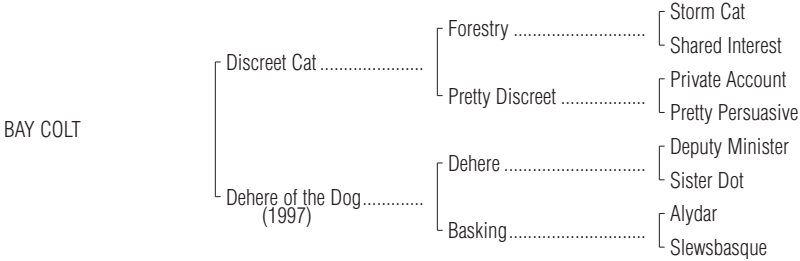 Storm Cat
Forestry ............................
Shared Interest
Discreet Cat ......................
Private Account
Pretty Discreet ..................
Pretty Persuasive
BAY COLT
Deputy Minister
Dehere ..............................
Sister Dot
Dehere of the Dog.............
(1997)
Alydar
Basking.............................
Slewsbasque